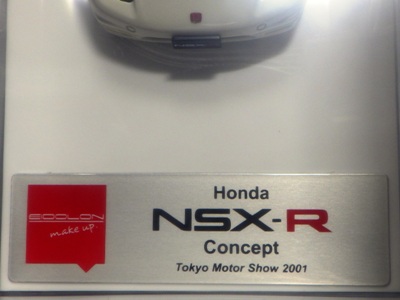 EIDOLON
make up.
Honda
NSX-R
Concept
Tokyo Motor Show 2001